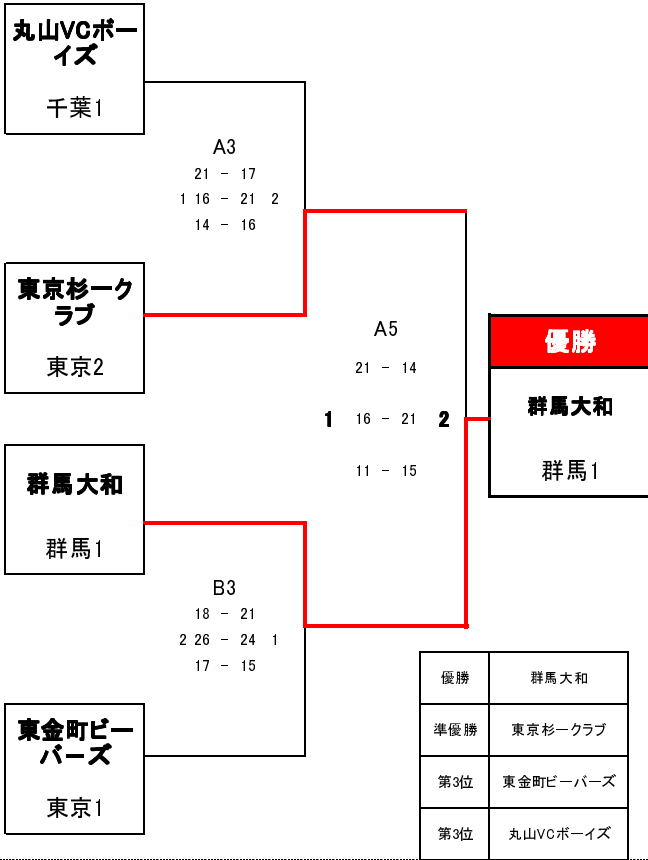 丸山VCボー
イズ
千葉1
A3
21 - 17
1 16 - 21 2
14 - 16
東京杉一ク
ラブ
東京2
A5
21 - 14
1 16 - 21 2
11 - 15
優勝
群馬大和
群馬1
群馬大和
群馬1
B3
18 - 21
2 26 - 24 1
17 - 15
東金町ビー
バーズ
東京1
優勝 群馬大和
準優勝 東京杉一クラブ
第3位 東金町ビーバーズ
第3位 丸山VCボーイズ